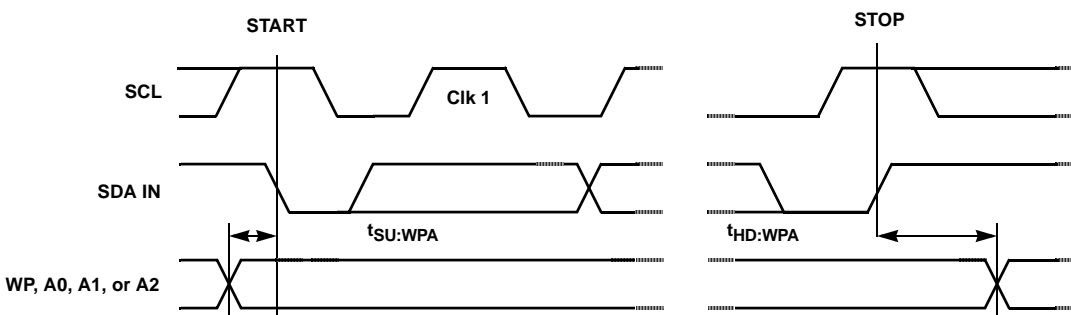 START
STOP
SCL
Clk 1
SDA IN
tSU:WPA
tHD:WPA
WP, A0, A1, or A2